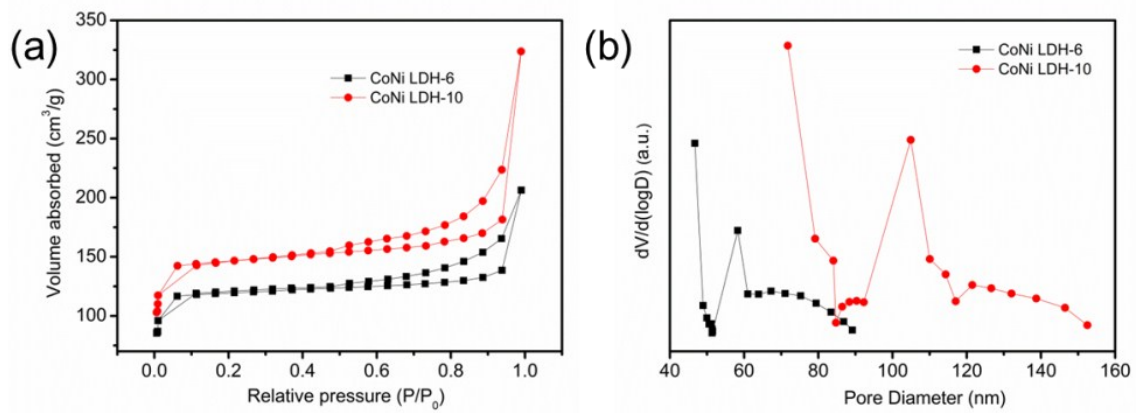 (a)
350
300
250
200
150
100
Volume absorbed (cm³/g)
CoNi LDH-6
CoNi LDH-10
0.0 0.2 0.4 0.6 0.8 1.0
Relative pressure (P/P₀)
(b)
dV/d(logD) (a.u.)
CoNi LDH-6
CoNi LDH-10
40 60 80 100 120 140 160
Pore Diameter (nm)